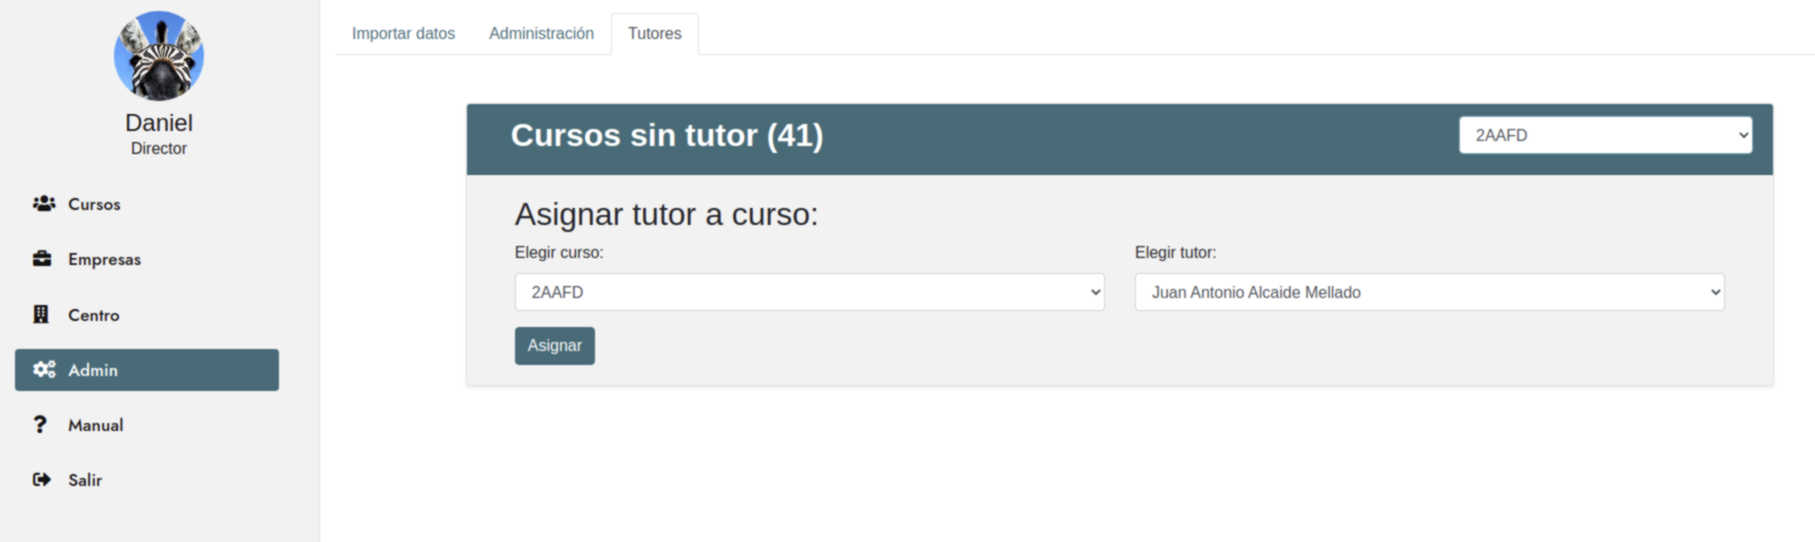 Daniel
Director
Cursos
Empresas
Centro
Admin
Manual
Salir
Importar datos Administración Tutores
Cursos sin tutor (41) 2AAFD
Asignar tutor a curso:
Elegir curso: Elegir tutor:
2AAFD Juan Antonio Alcaide Mellado
Asignar